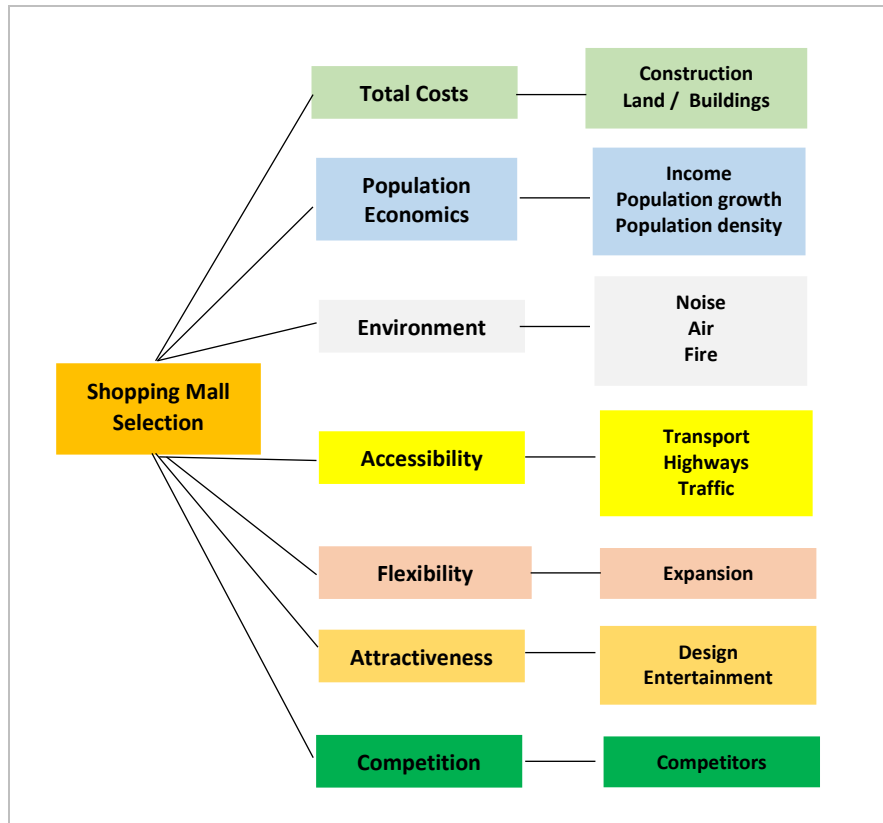 Total Costs
Construction
Land / Buildings
Population
Economics
Income
Population growth
Population density
Environment
Noise
Air
Fire
Shopping Mall
Selection
Accessibility
Transport
Highways
Traffic
Flexibility
Expansion
Attractiveness
Design
Entertainment
Competition
Competitors